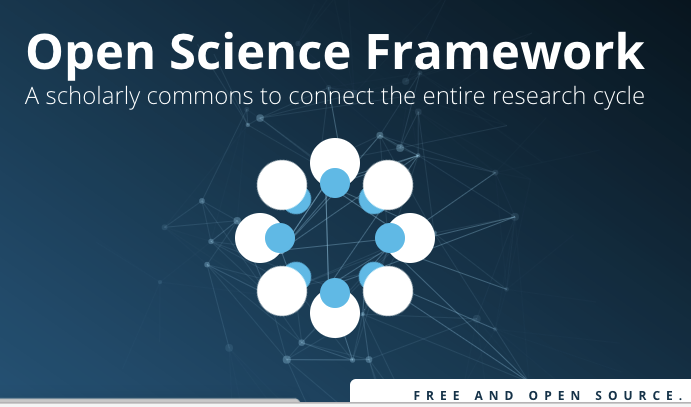 Open Science Framework
A scholarly commons to connect the entire research cycle
FREE AND OPEN SOURCE.